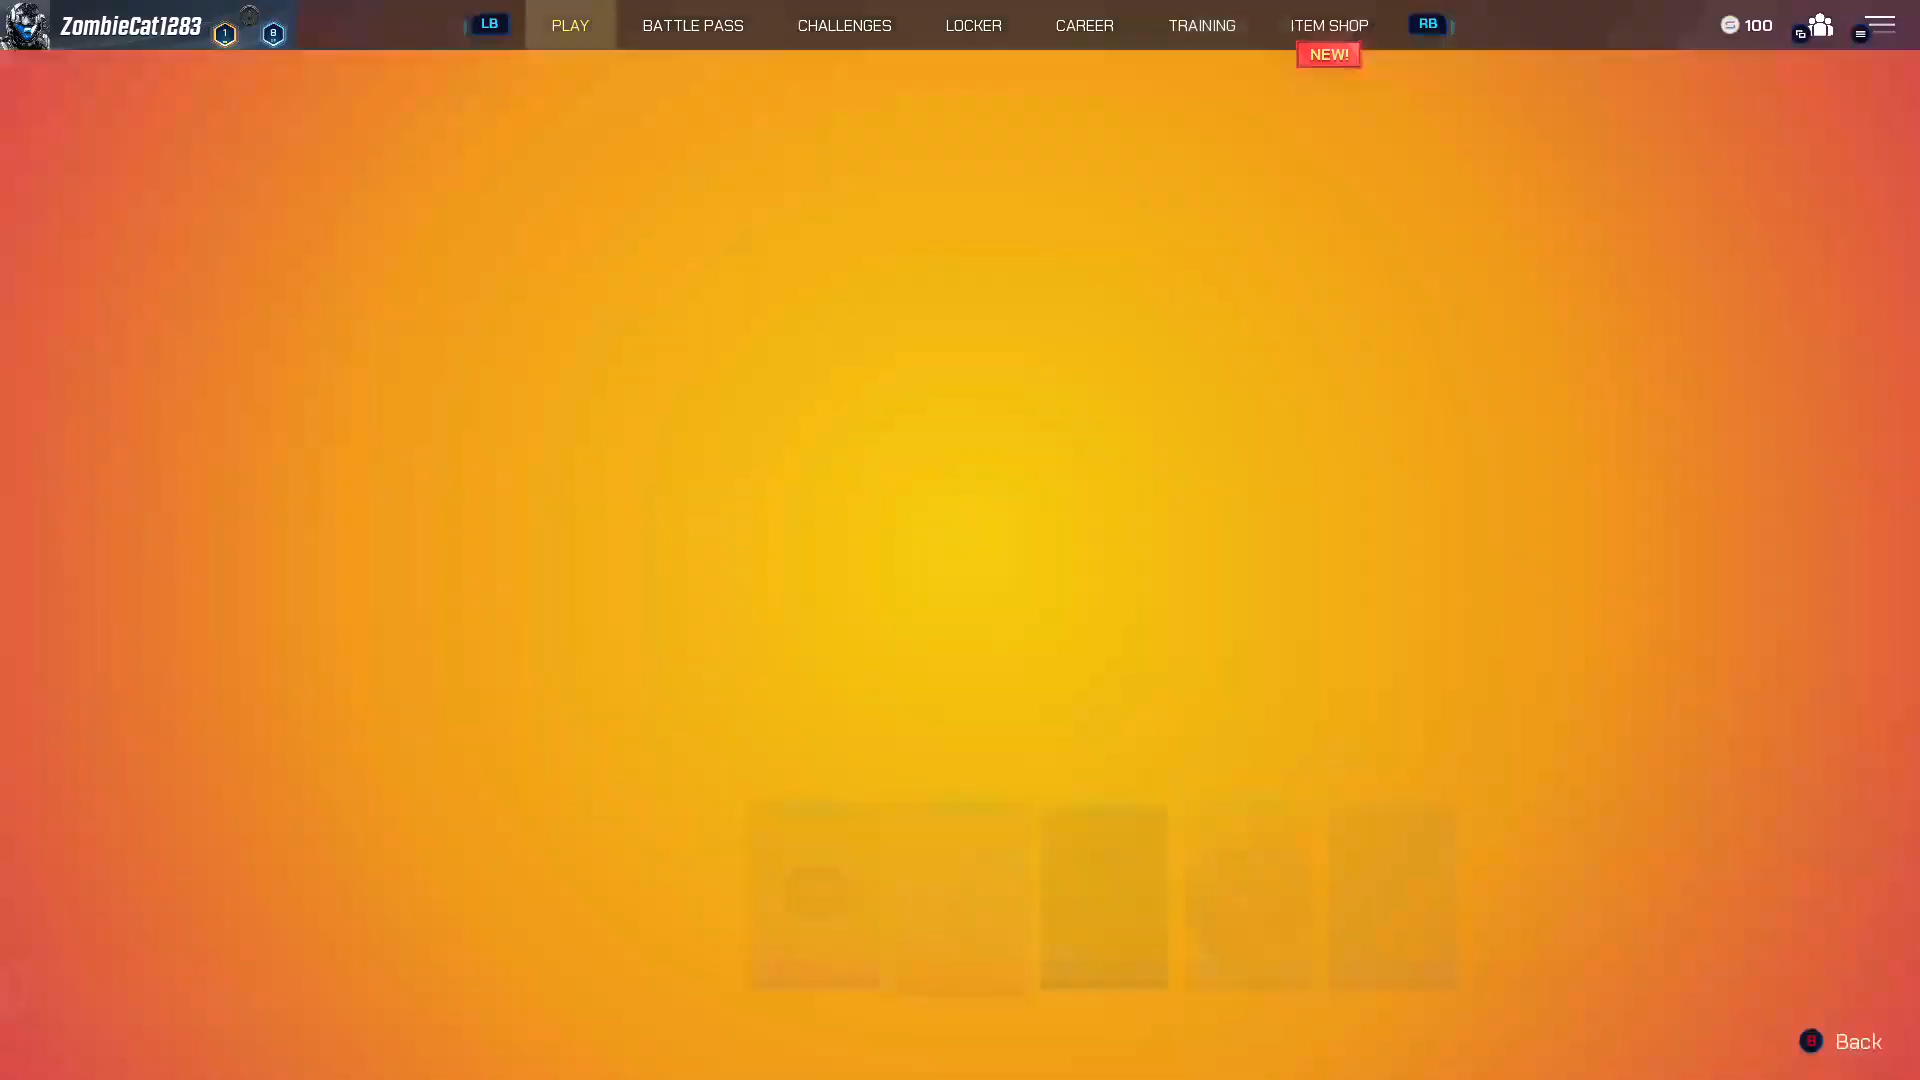 ZombieCat1283
1
8
LB
PLAY
BATTLE PASS
CHALLENGES
LOCKER
CAREER
TRAINING
ITEM SHOP
NEW!
RB
100
B Back